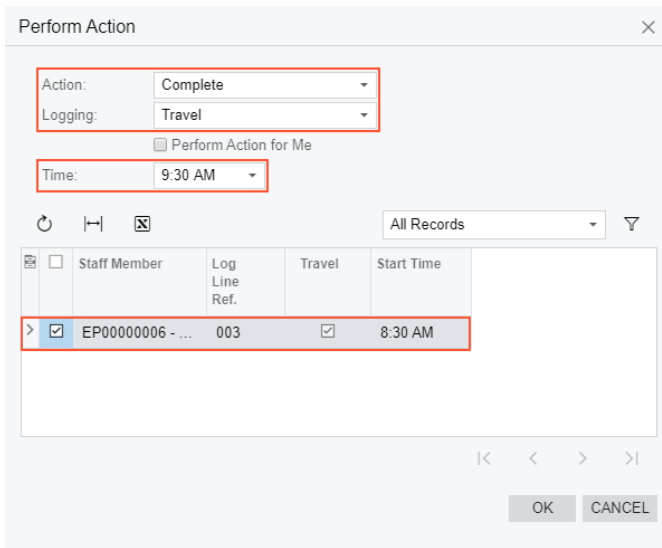 Perform Action
Action: Complete
Logging: Travel
Perform Action for Me
Time: 9:30 AM
All Records
Staff Member Log Line Ref. Travel Start Time
EP00000006 - ... 003 8:30 AM
OK CANCEL